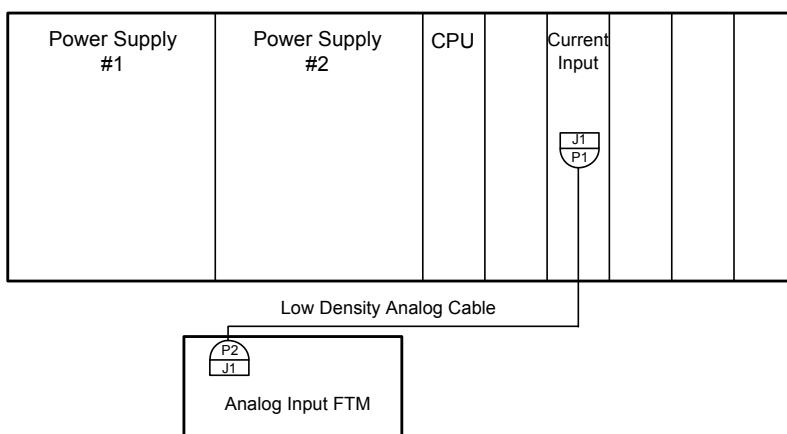 Power Supply
#1
Power Supply
#2
CPU
Current
Input
J1
P1
Low Density Analog Cable
P2
J1
Analog Input FTM